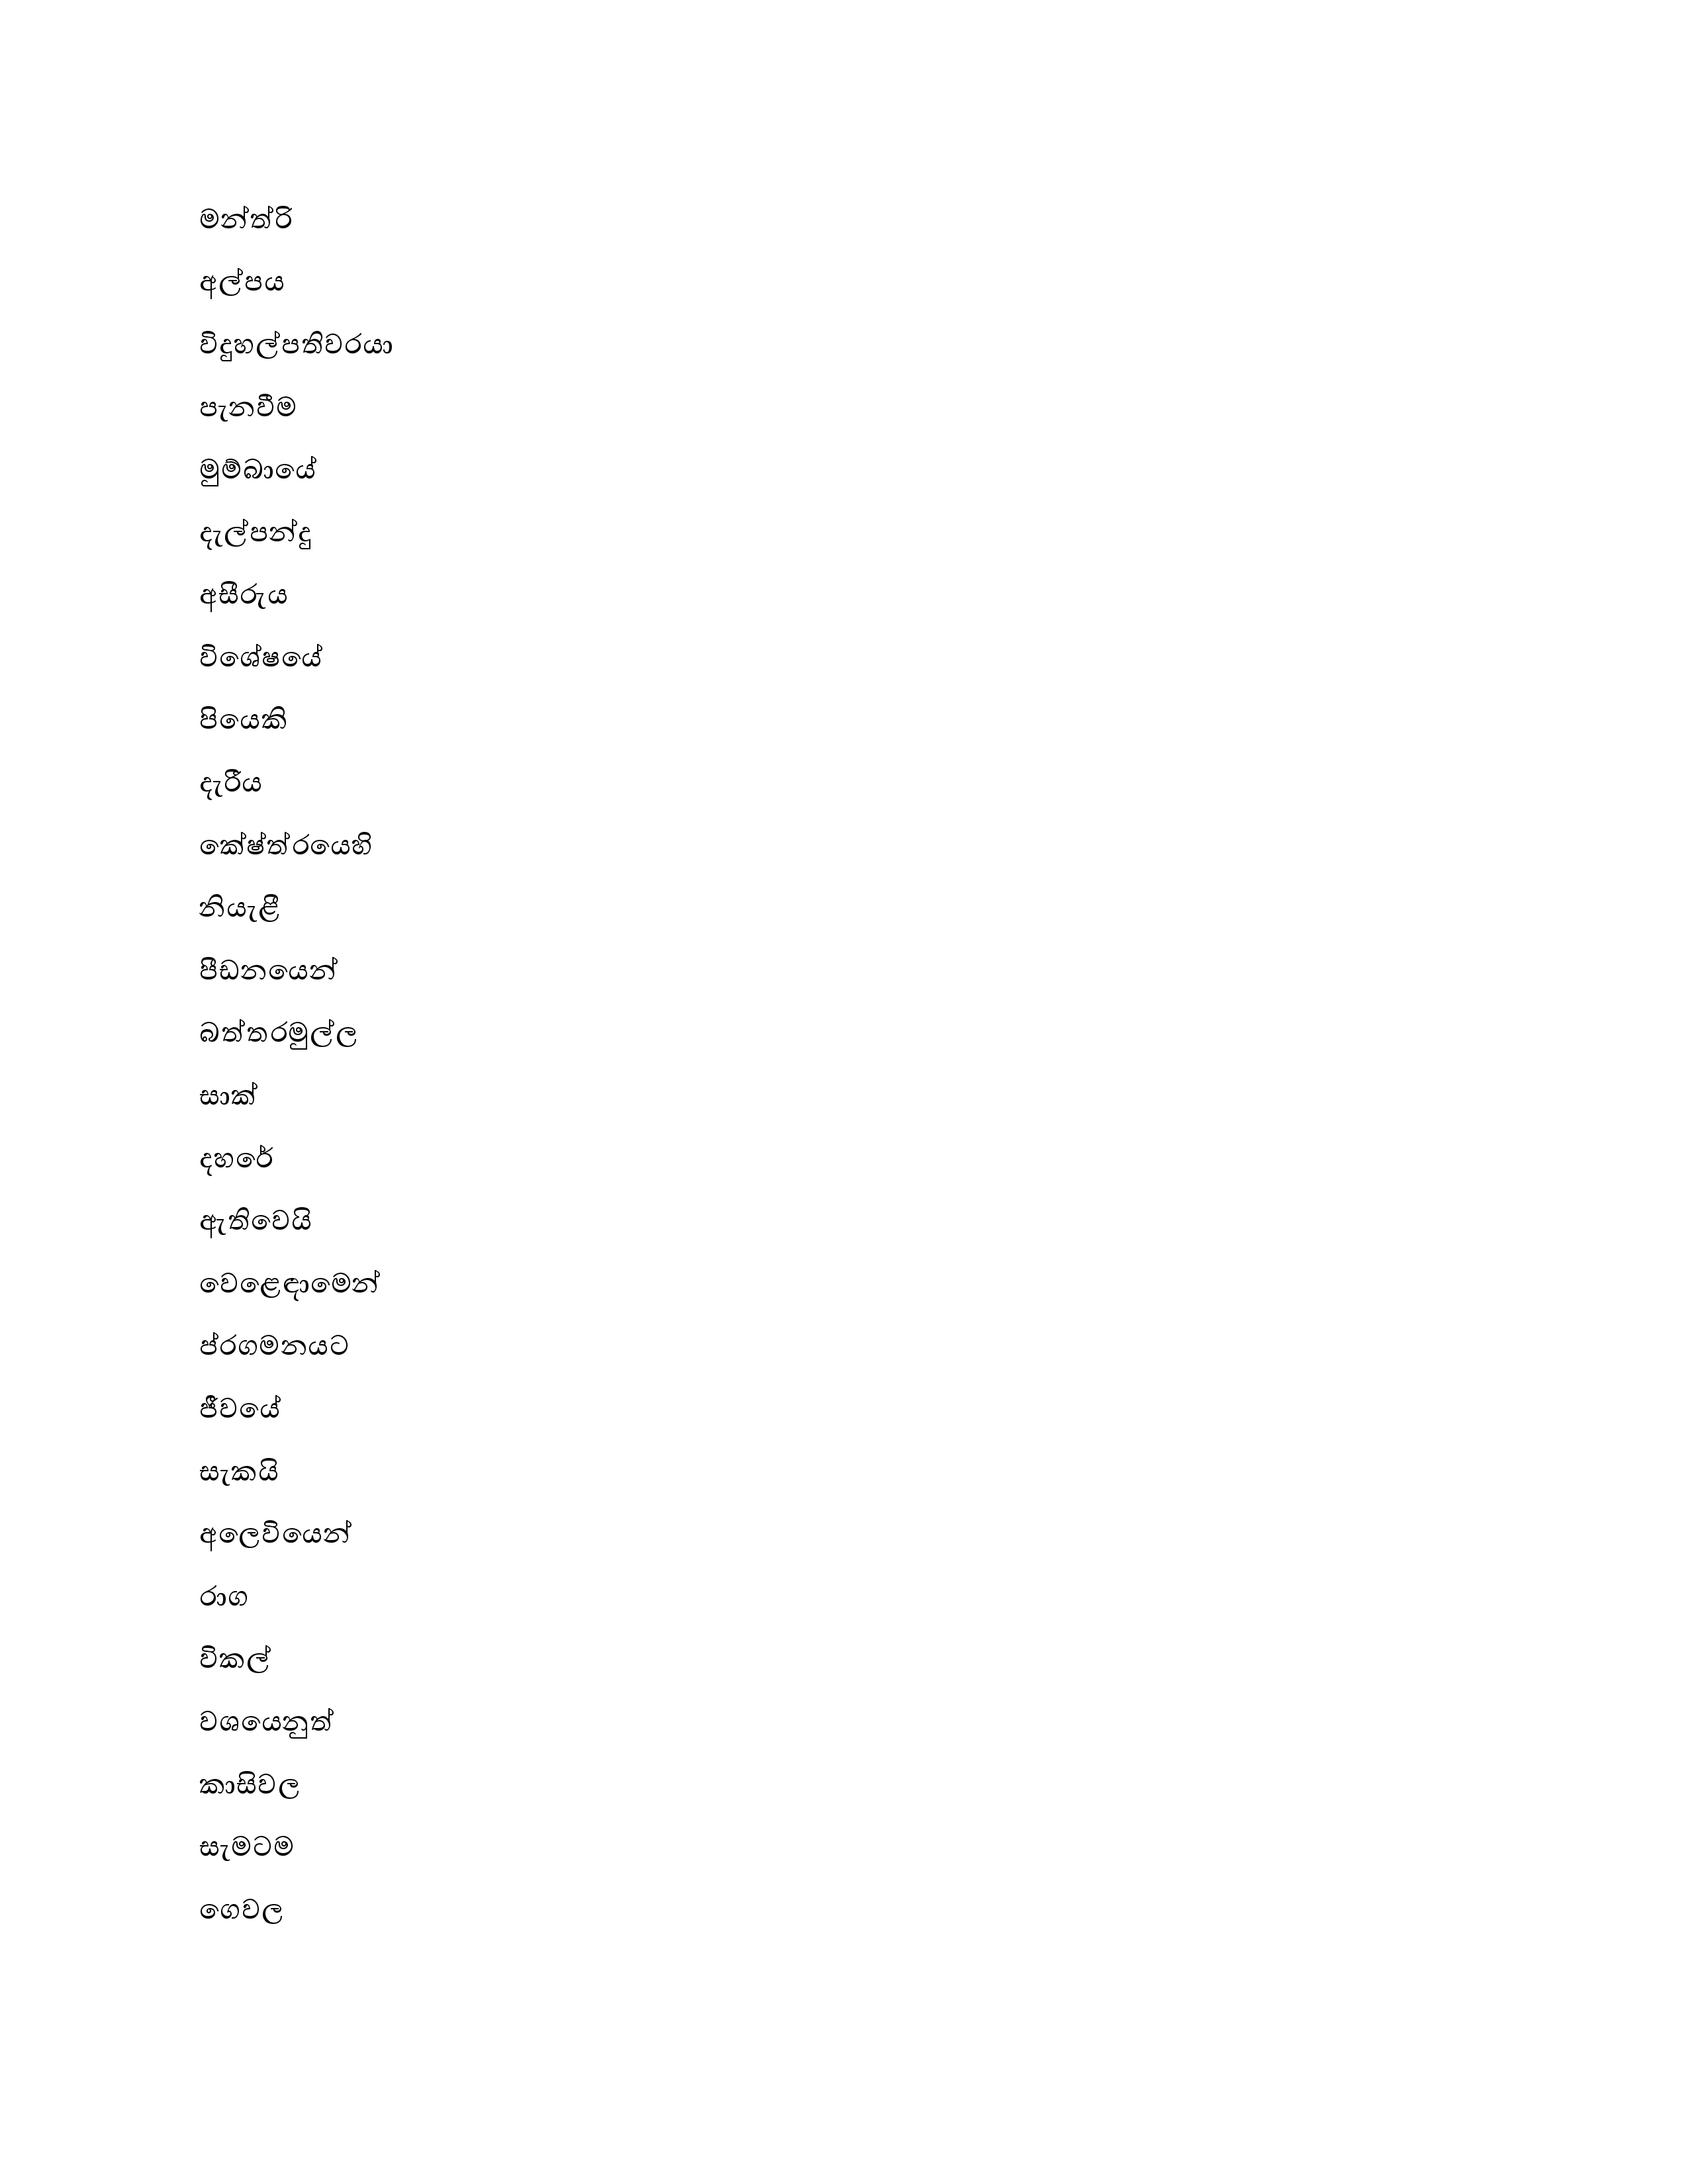 මන්ත්රි
අල්පය
විදුහල්පතිවරයා
පැනවීම
මුම්බායේ
දැල්පන්දු
අසීරුය
විශේෂයේ
පියෙකි
දැරීය
කේෂ්ත්රයෙහි
නියැළී
පීඩනයෙන්
බත්තරමුල්ල
සාක්
දහරේ
ඇතිවෙයි
වෙළෙඳාමෙන්
ප්රගමනයට
ජීවයේ
සැකයි
අලෙවියෙන්
රාග
විකල්
වශයෙනුත්
කාසිවල
සැමටම
ගෙවල